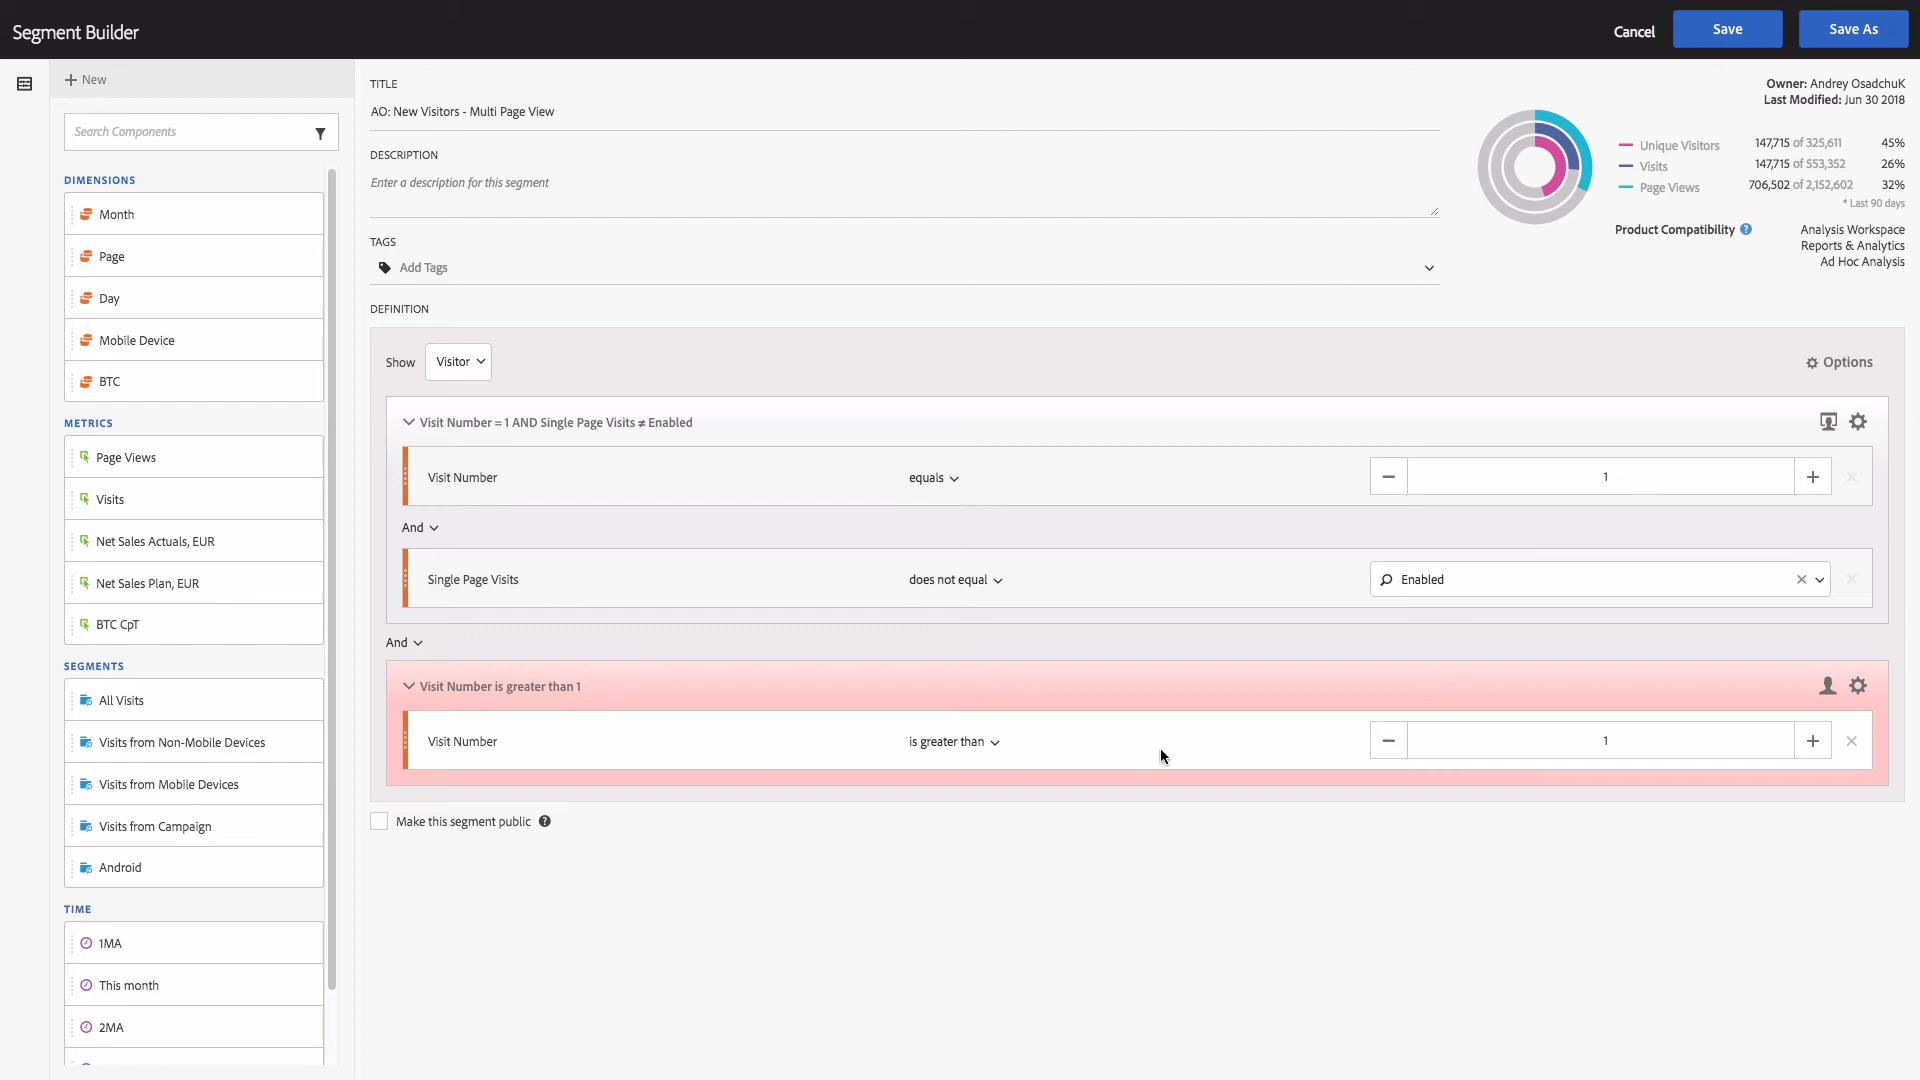 Segment Builder
Cancel
Save
Save As
New
Search Components
DIMENSIONS
Month
Page
Day
Mobile Device
BTC
METRICS
Page Views
Visits
Net Sales Actuals, EUR
Net Sales Plan, EUR
BTC CpT
SEGMENTS
All Visits
Visits from Non-Mobile Devices
Visits from Mobile Devices
Visits from Campaign
Android
TIME
1MA
This month
2MA
TITLE
AO: New Visitors - Multi Page View
DESCRIPTION
Enter a description for this segment
TAGS
Add Tags
Owner: Andrey OsadchuK
Last Modified: Jun 30 2018
Unique Visitors 147,715 of 325,611 45%
Visits 147,715 of 553,352 26%
Page Views 706,502 of 2,152,602 32%
* Last 90 days
Product Compatibility ? Analysis Workspace
Reports & Analytics
Ad Hoc Analysis
DEFINITION
Show Visitor Options
Visit Number = 1 AND Single Page Visits ≠ Enabled
Visit Number equals 1
And
Single Page Visits does not equal Enabled
And
Visit Number is greater than 1
Visit Number is greater than 1
Make this segment public ?